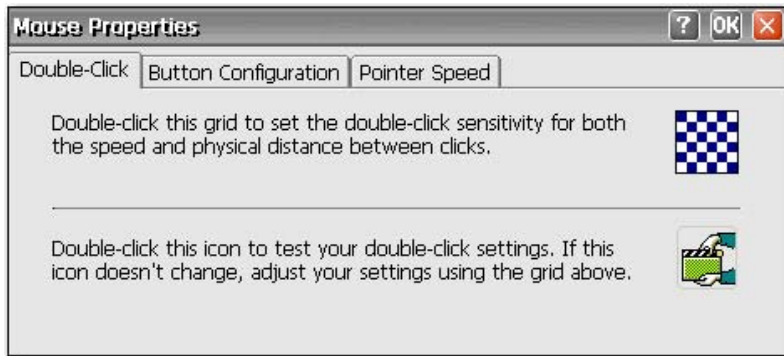 Mouse Properties ? OK ×
Double-Click Button Configuration Pointer Speed
Double-click this grid to set the double-click sensitivity for both
the speed and physical distance between clicks.
Double-click this icon to test your double-click settings. If this
icon doesn't change, adjust your settings using the grid above.